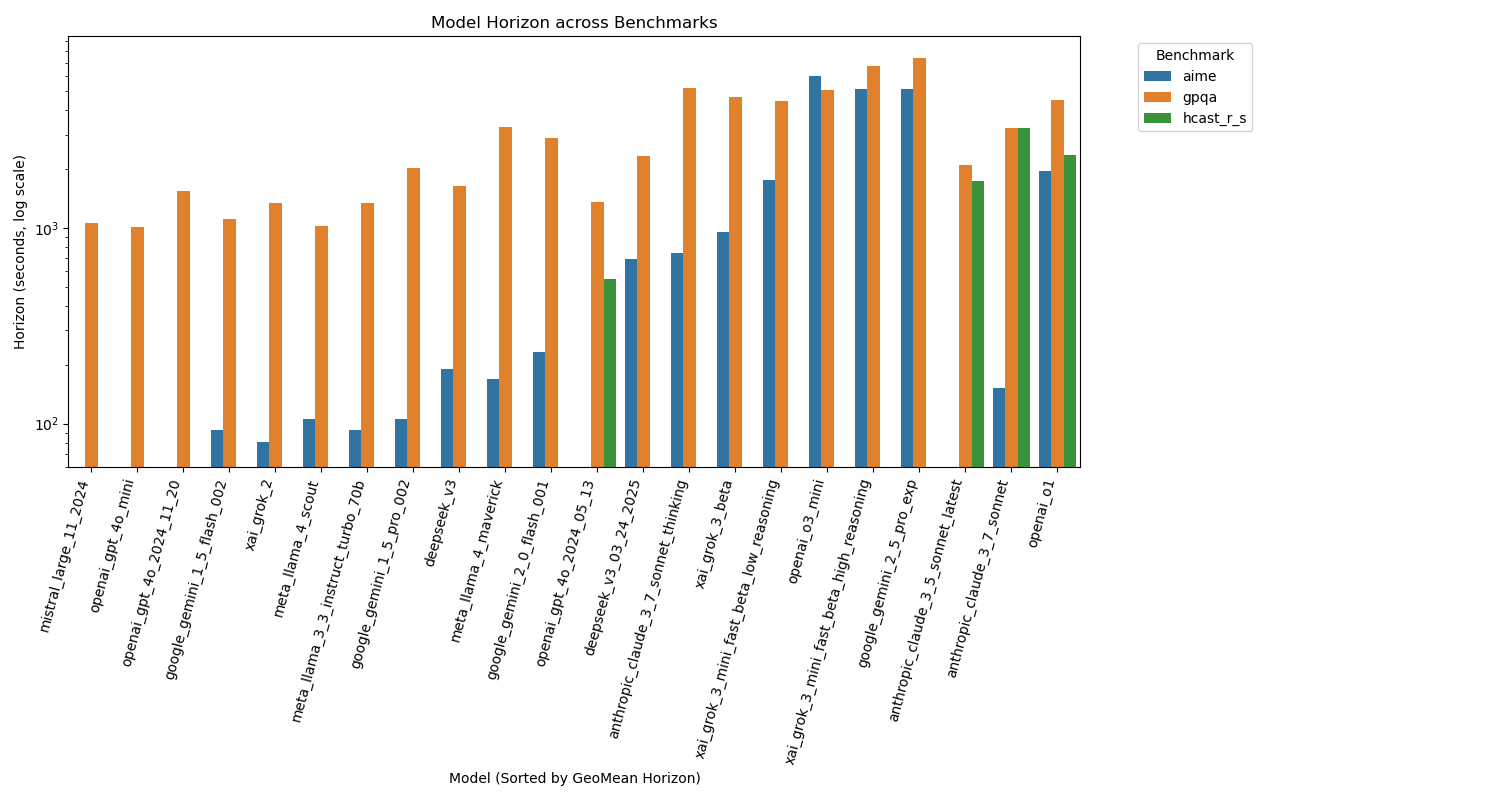 Model Horizon across Benchmarks
Horizon (seconds, log scale)
10³
10²
Benchmark
aime
gpqa
hcast_r_s
mistral_large_11_2024
openai_gpt_4o_mini
openai_gpt_4o_2024_11_20
google_gemini_1_5_flash_002
xai_grok_2
meta_llama_4_scout
meta_llama_3_3_instruct_turbo_70b
google_gemini_1_5_pro_002
deepseek_v3
meta_llama_4_maverick
google_gemini_2_0_flash_001
openai_gpt_4o_2024_05_13
deepseek_v3_03_24_2025
anthropic_claude_3_7_sonnet_thinking
xai_grok_3_beta
xai_grok_3_mini_fast_beta_low_reasoning
openai_o3_mini
xai_grok_3_mini_fast_beta_high_reasoning
google_gemini_2_5_pro_exp
anthropic_claude_3_5_sonnet_latest
anthropic_claude_3_7_sonnet
openai_o1
Model (Sorted by GeoMean Horizon)